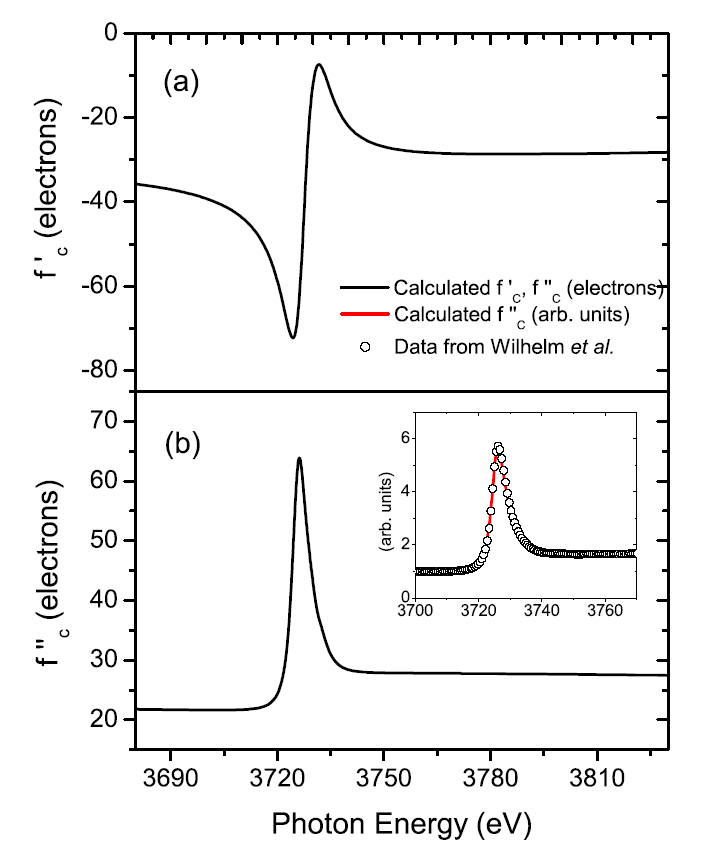 0
-20
-40
-60
-80
f 'c (electrons)
(a)
Calculated f 'C, f "C (electrons)
Calculated f "C (arb. units)
Data from Wilhelm et al.
70
60
50
40
30
20
f "c (electrons)
(b)
6
4
2
0
(arb. units)
3700 3720 3740 3760
3690 3720 3750 3780 3810
Photon Energy (eV)